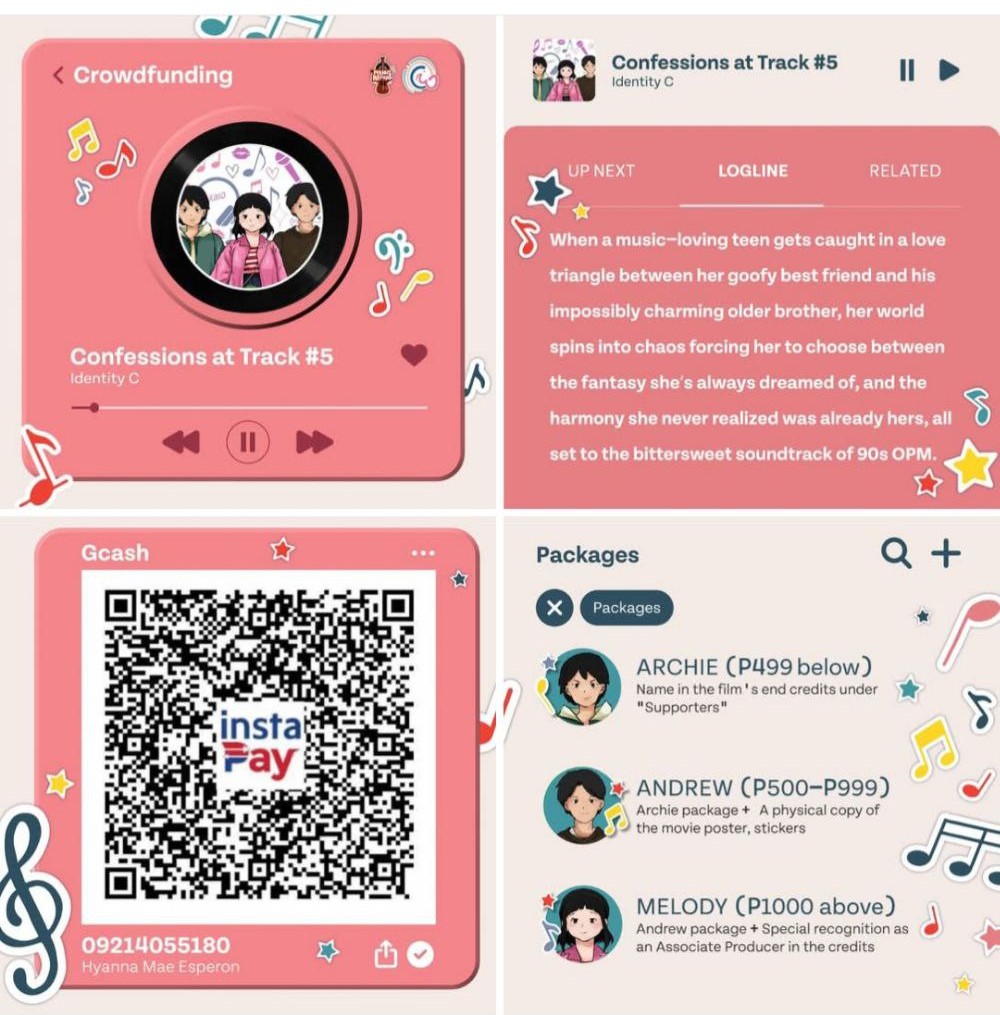 Crowdfunding
Confessions at Track #5
Identity C
Confessions at Track #5
Identity C
UP NEXT
LOGLINE
RELATED
When a music-loving teen gets caught in a love
triangle between her goofy best friend and his
impossibly charming older brother, her world
spins into chaos forcing her to choose between
the fantasy she's always dreamed of, and the
harmony she never realized was already hers, all
set to the bittersweet soundtrack of 90s OPM.
Gcash
insta
Pay
09214055180
Hyanna Mae Esperon
Packages
Packages
ARCHIE (P499 below)
Name in the film's end credits under
"Supporters"
ANDREW (P500-P999)
Archie package + A physical copy of
the movie poster, stickers
MELODY (P1000 above)
Andrew package + Special recognition as
an Associate Producer in the credits